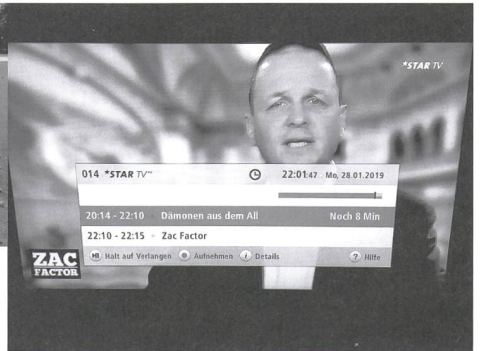 *STAR TV
014 *STAR TV™ 22:01:47 Mo, 28.01.2019
20:14 - 22:10 Dämonen aus dem All Noch 8 Min
22:10 - 22:15 Zac Factor
Halt auf Verlangen Aufnehmen i Details ? Hilfe
ZAC
FACTOR